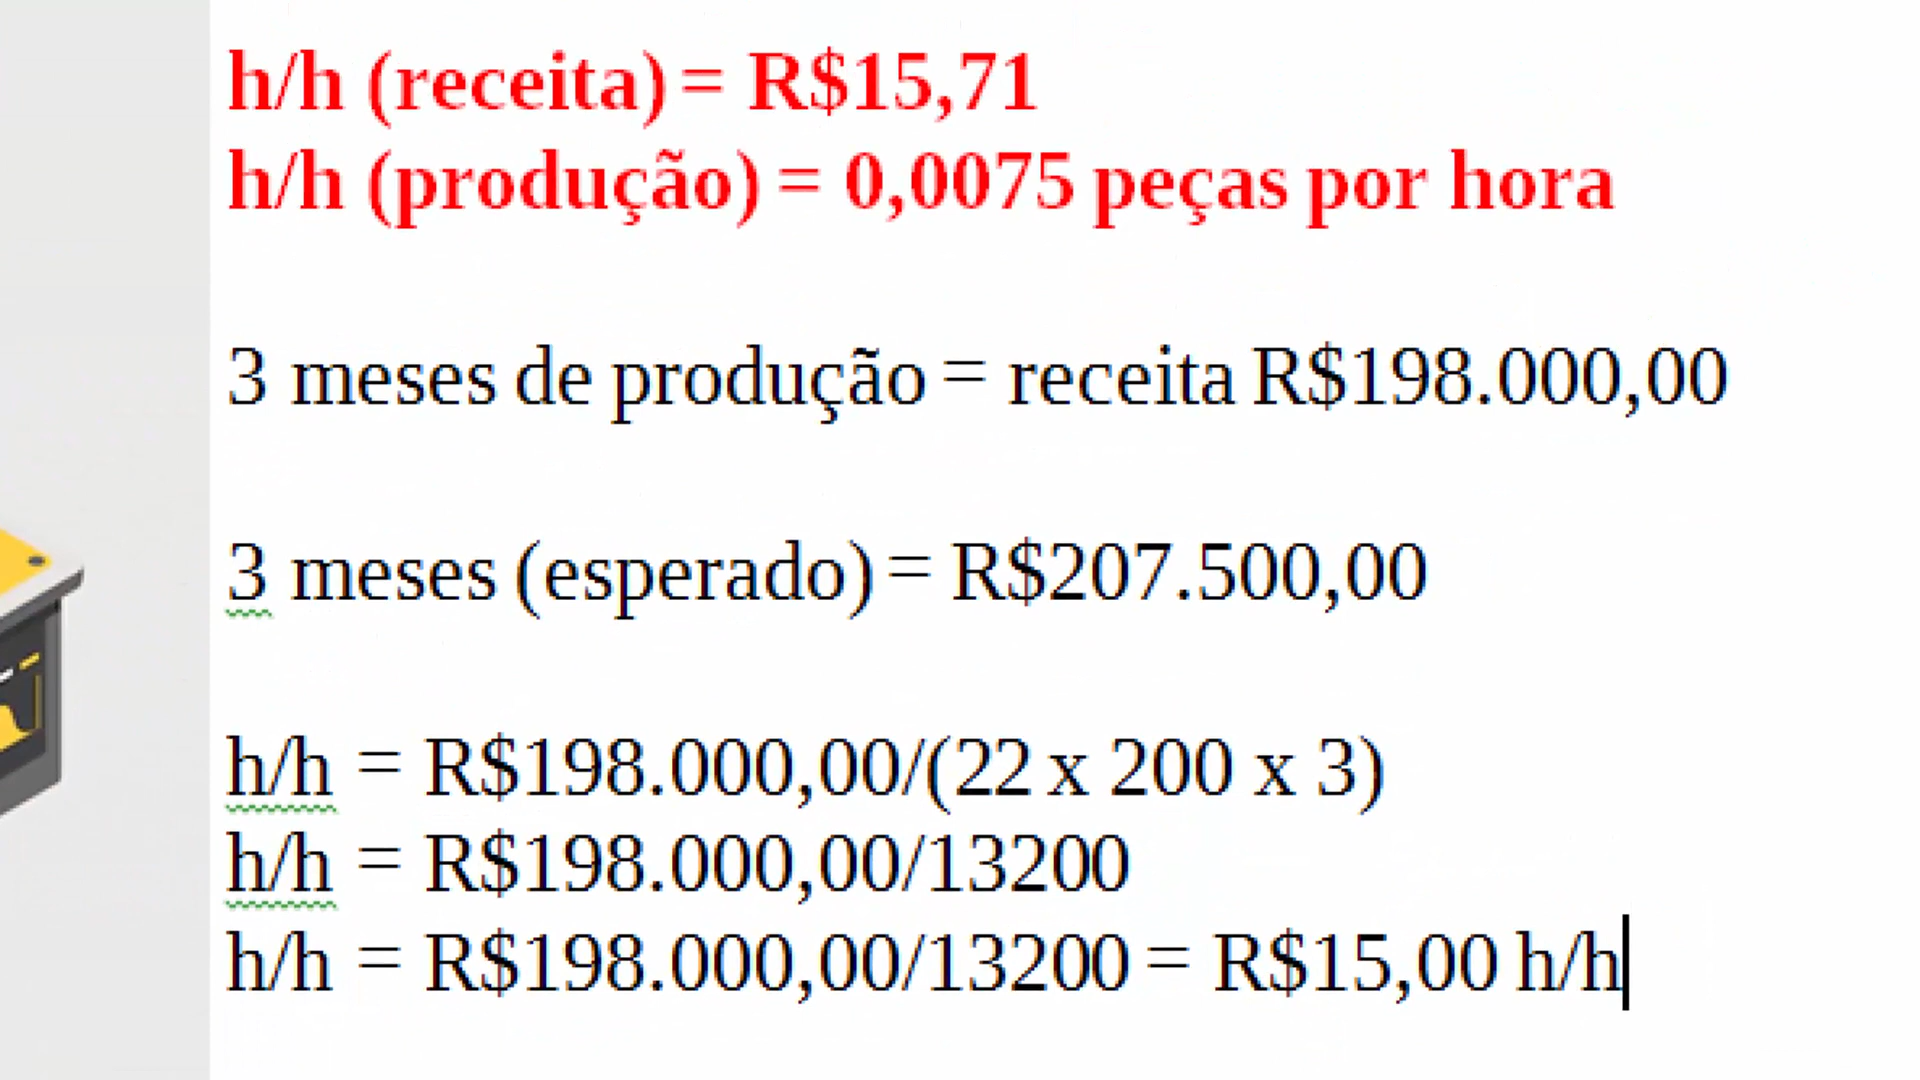 h/h (receita) = R$15,71
h/h (produção) = 0,0075 peças por hora
3 meses de produção = receita R$198.000,00
3 meses (esperado) = R$207.500,00
h/h = R$198.000,00/(22 x 200 x 3)
h/h = R$198.000,00/13200
h/h = R$198.000,00/13200 = R$15,00 h/h